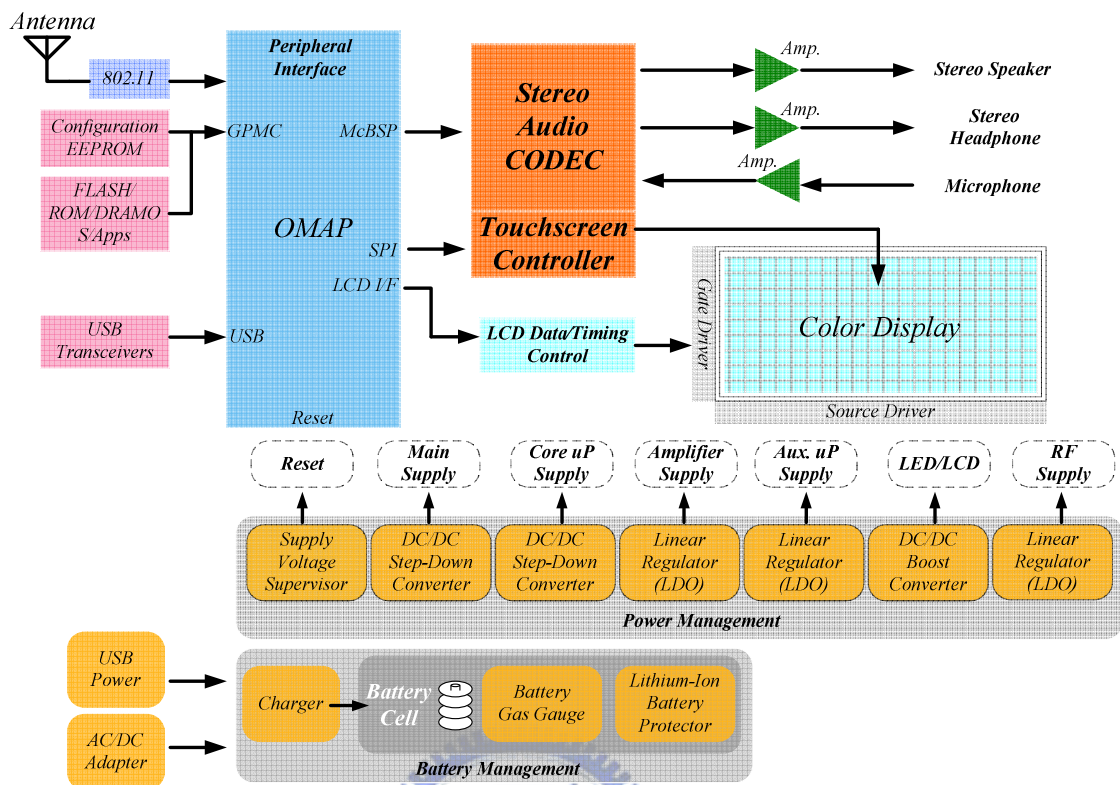 Antenna
802.11
Configuration
EEPROM
FLASH/
ROM/DRAMO
S/Apps
USB
Transceivers
Peripheral
Interface
GPMC
McBSP
OMAP
SPI
LCD I/F
USB
Reset
Stereo
Audio
CODEC
Touchscreen
Controller
Amp.
Stereo Speaker
Amp.
Stereo
Headphone
Amp.
Microphone
LCD Data/Timing
Control
Gate Driver
Color Display
Source Driver
Reset
Main
Supply
Core uP
Supply
Amplifier
Supply
Aux. uP
Supply
LED/LCD
RF
Supply
Supply
Voltage
Supervisor
DC/DC
Step-Down
Converter
DC/DC
Step-Down
Converter
Linear
Regulator
(LDO)
Linear
Regulator
(LDO)
DC/DC
Boost
Converter
Linear
Regulator
(LDO)
Power Management
USB
Power
AC/DC
Adapter
Charger
Battery
Cell
Battery
Gas Gauge
Lithium-Ion
Battery
Protector
Battery Management